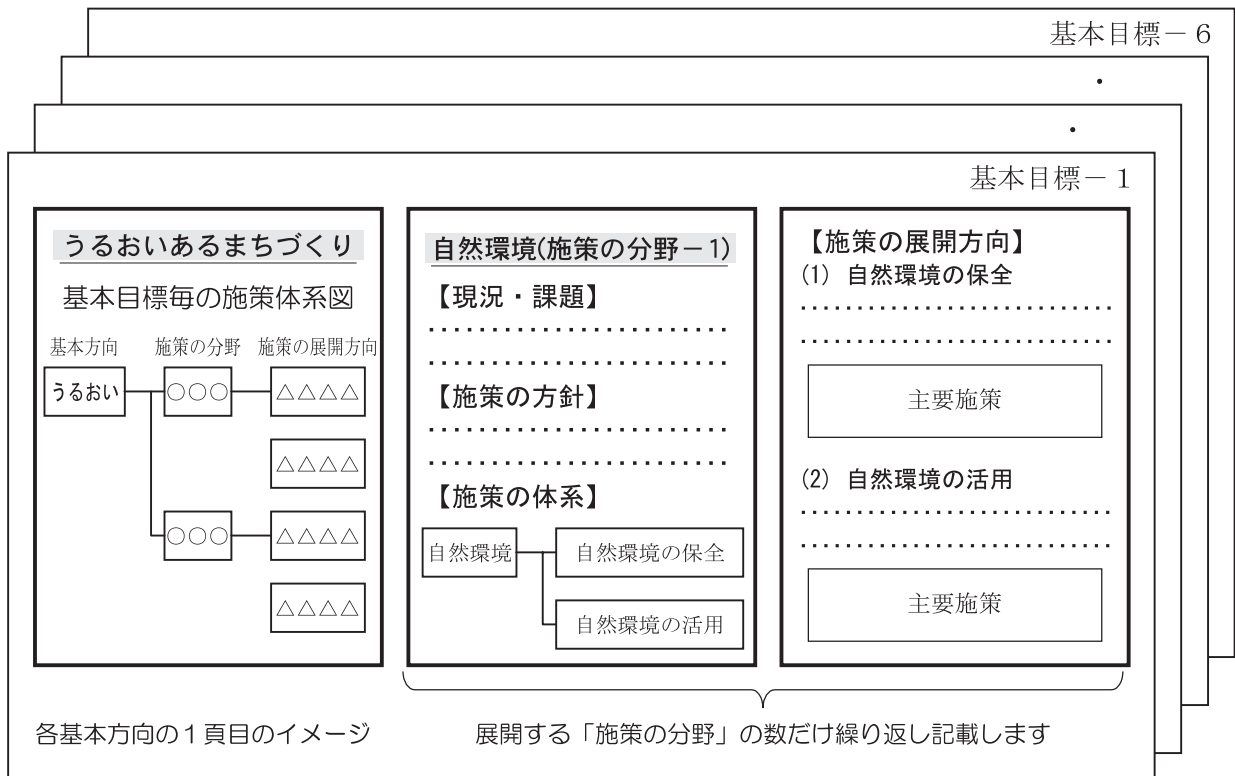 基本目標－6
・
・
基本目標－1
うるおいあるまちづくり
基本目標毎の施策体系図
基本方向 施策の分野 施策の展開方向
うるおい ○○○ △△△△
△△△△
○○○ △△△△
△△△△
各基本方向の1頁目のイメージ
自然環境(施策の分野－1)
【現況・課題】
【施策の方針】
【施策の体系】
自然環境 自然環境の保全
自然環境の活用
【施策の展開方向】
(1) 自然環境の保全
主要施策
(2) 自然環境の活用
主要施策
展開する「施策の分野」の数だけ繰り返し記載します